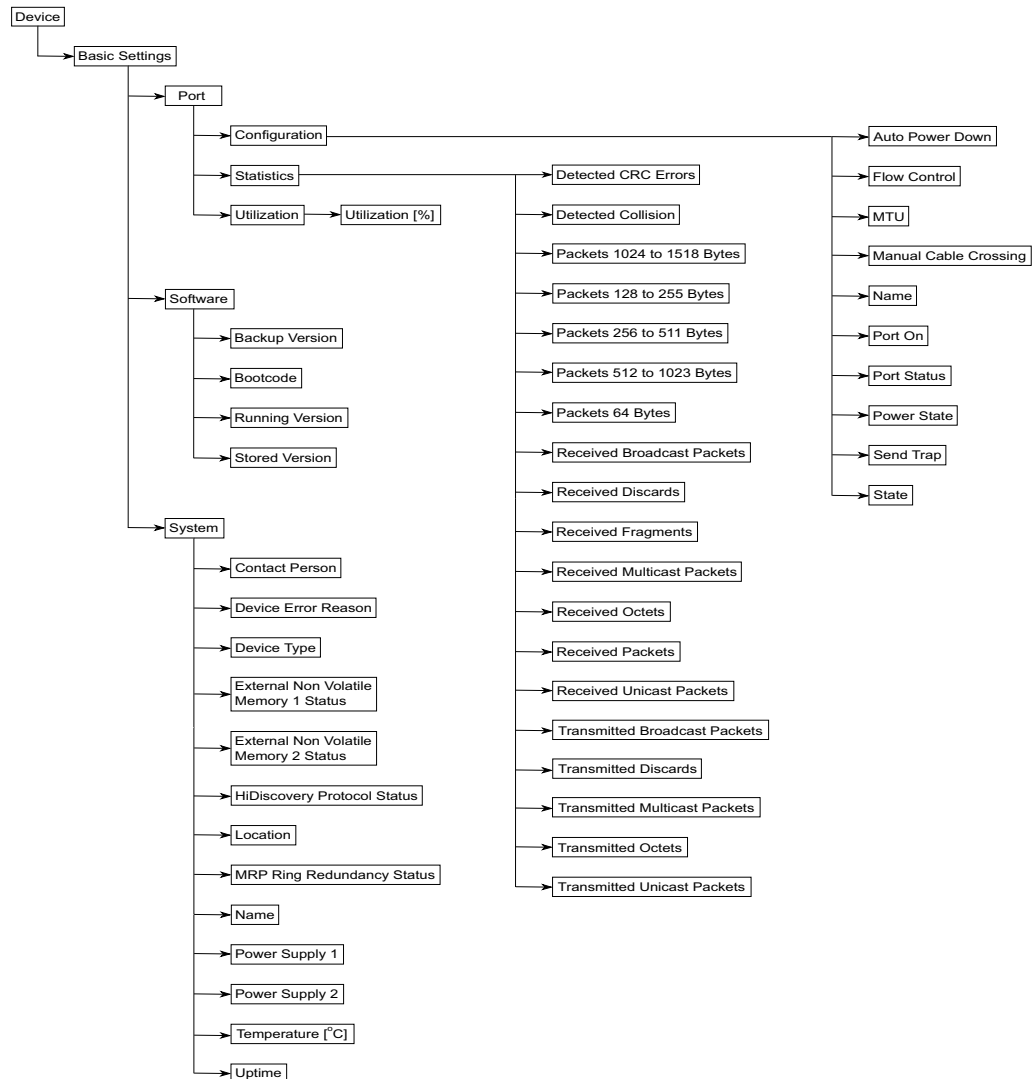 Device
Basic Settings
Port
Configuration
Auto Power Down
Flow Control
MTU
Manual Cable Crossing
Name
Port On
Port Status
Power State
Send Trap
State
Statistics
Detected CRC Errors
Detected Collision
Packets 1024 to 1518 Bytes
Packets 128 to 255 Bytes
Packets 256 to 511 Bytes
Packets 512 to 1023 Bytes
Packets 64 Bytes
Received Broadcast Packets
Received Discards
Received Fragments
Received Multicast Packets
Received Octets
Received Packets
Received Unicast Packets
Transmitted Broadcast Packets
Transmitted Discards
Transmitted Multicast Packets
Transmitted Octets
Transmitted Unicast Packets
Utilization
Utilization [%]
Software
Backup Version
Bootcode
Running Version
Stored Version
System
Contact Person
Device Error Reason
Device Type
External Non Volatile
Memory 1 Status
External Non Volatile
Memory 2 Status
HiDiscovery Protocol Status
Location
MRP Ring Redundancy Status
Name
Power Supply 1
Power Supply 2
Temperature [°C]
Uptime